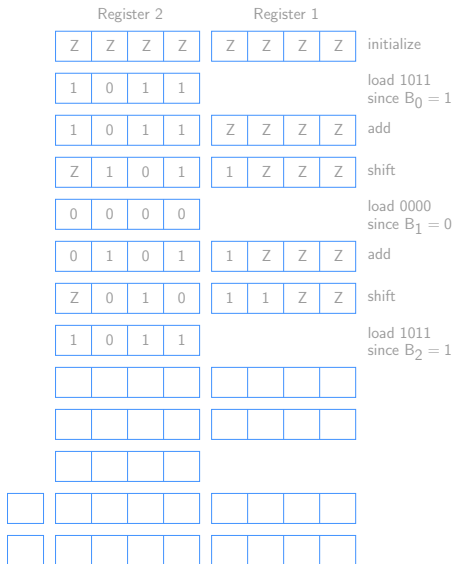 Register 2 Register 1
Z Z Z Z Z Z Z Z initialize
1 0 1 1 load 1011
since B0 = 1
1 0 1 1 Z Z Z Z add
Z 1 0 1 1 Z Z Z shift
0 0 0 0 load 0000
since B1 = 0
0 1 0 1 1 Z Z Z add
Z 0 1 0 1 1 Z Z shift
1 0 1 1 load 1011
since B2 = 1